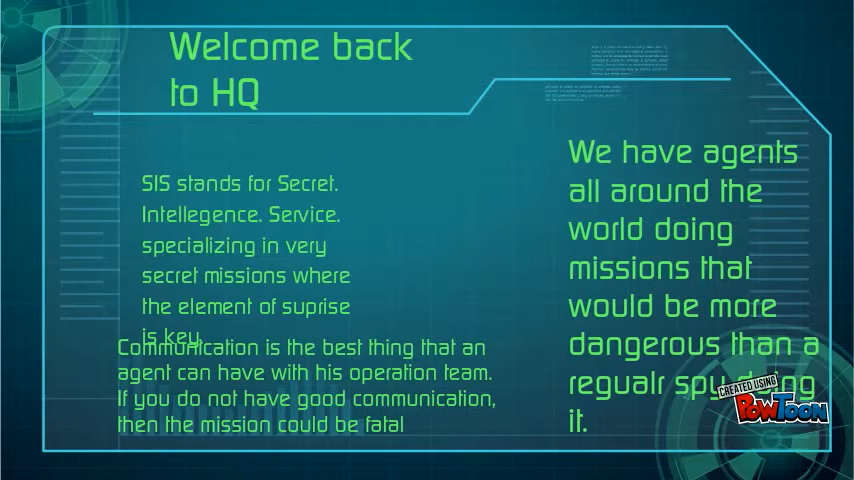 Welcome back
to HQ
SIS stands for Secret.
Intellegence. Service.
specializing in very
secret missions where
the element of suprise
is key.
Communication is the best thing that an
agent can have with his operation team.
If you do not have good communication,
then the mission could be fatal
We have agents
all around the
world doing
missions that
would be more
dangerous than a
regualr spy doing
it.
CREATED USING
POWTOON